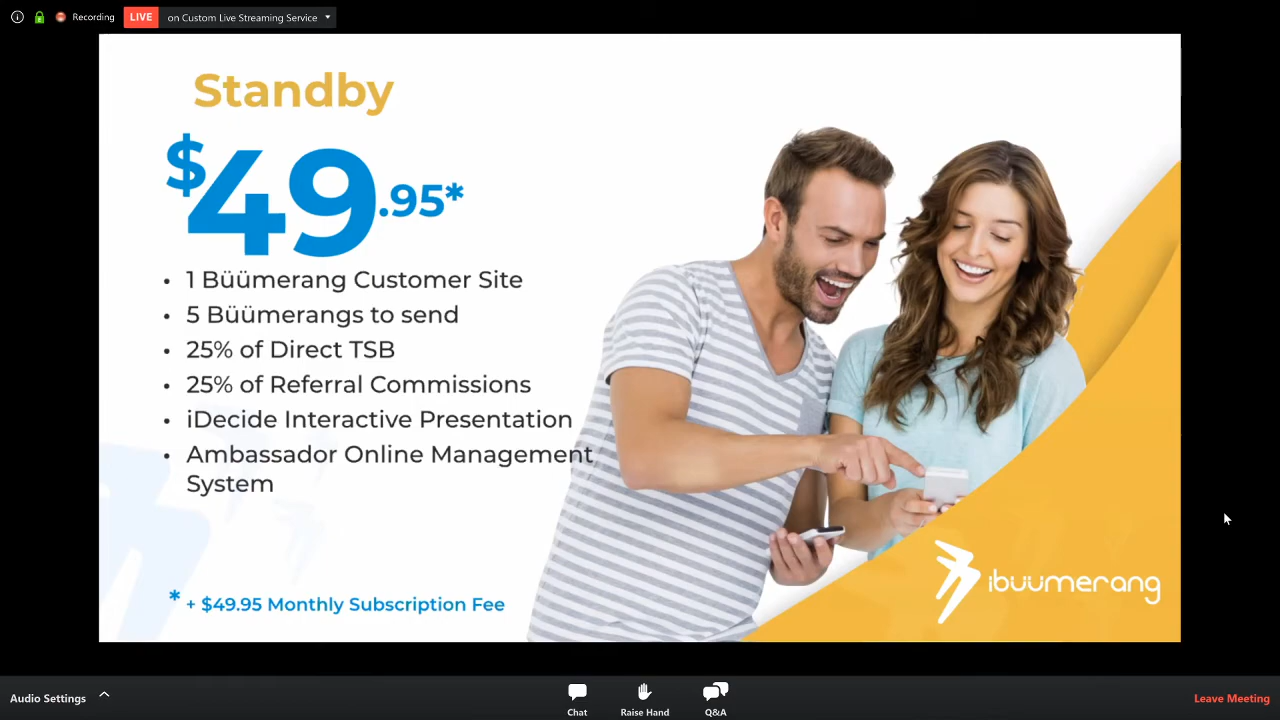 Recording
LIVE
on Custom Live Streaming Service
Standby
$49.95*
• 1 Büümerang Customer Site
• 5 Büümerangs to send
• 25% of Direct TSB
• 25% of Referral Commissions
• iDecide Interactive Presentation
• Ambassador Online Management
System
* + $49.95 Monthly Subscription Fee
ibüümerang
Audio Settings
Chat
Raise Hand
Q&A
Leave Meeting